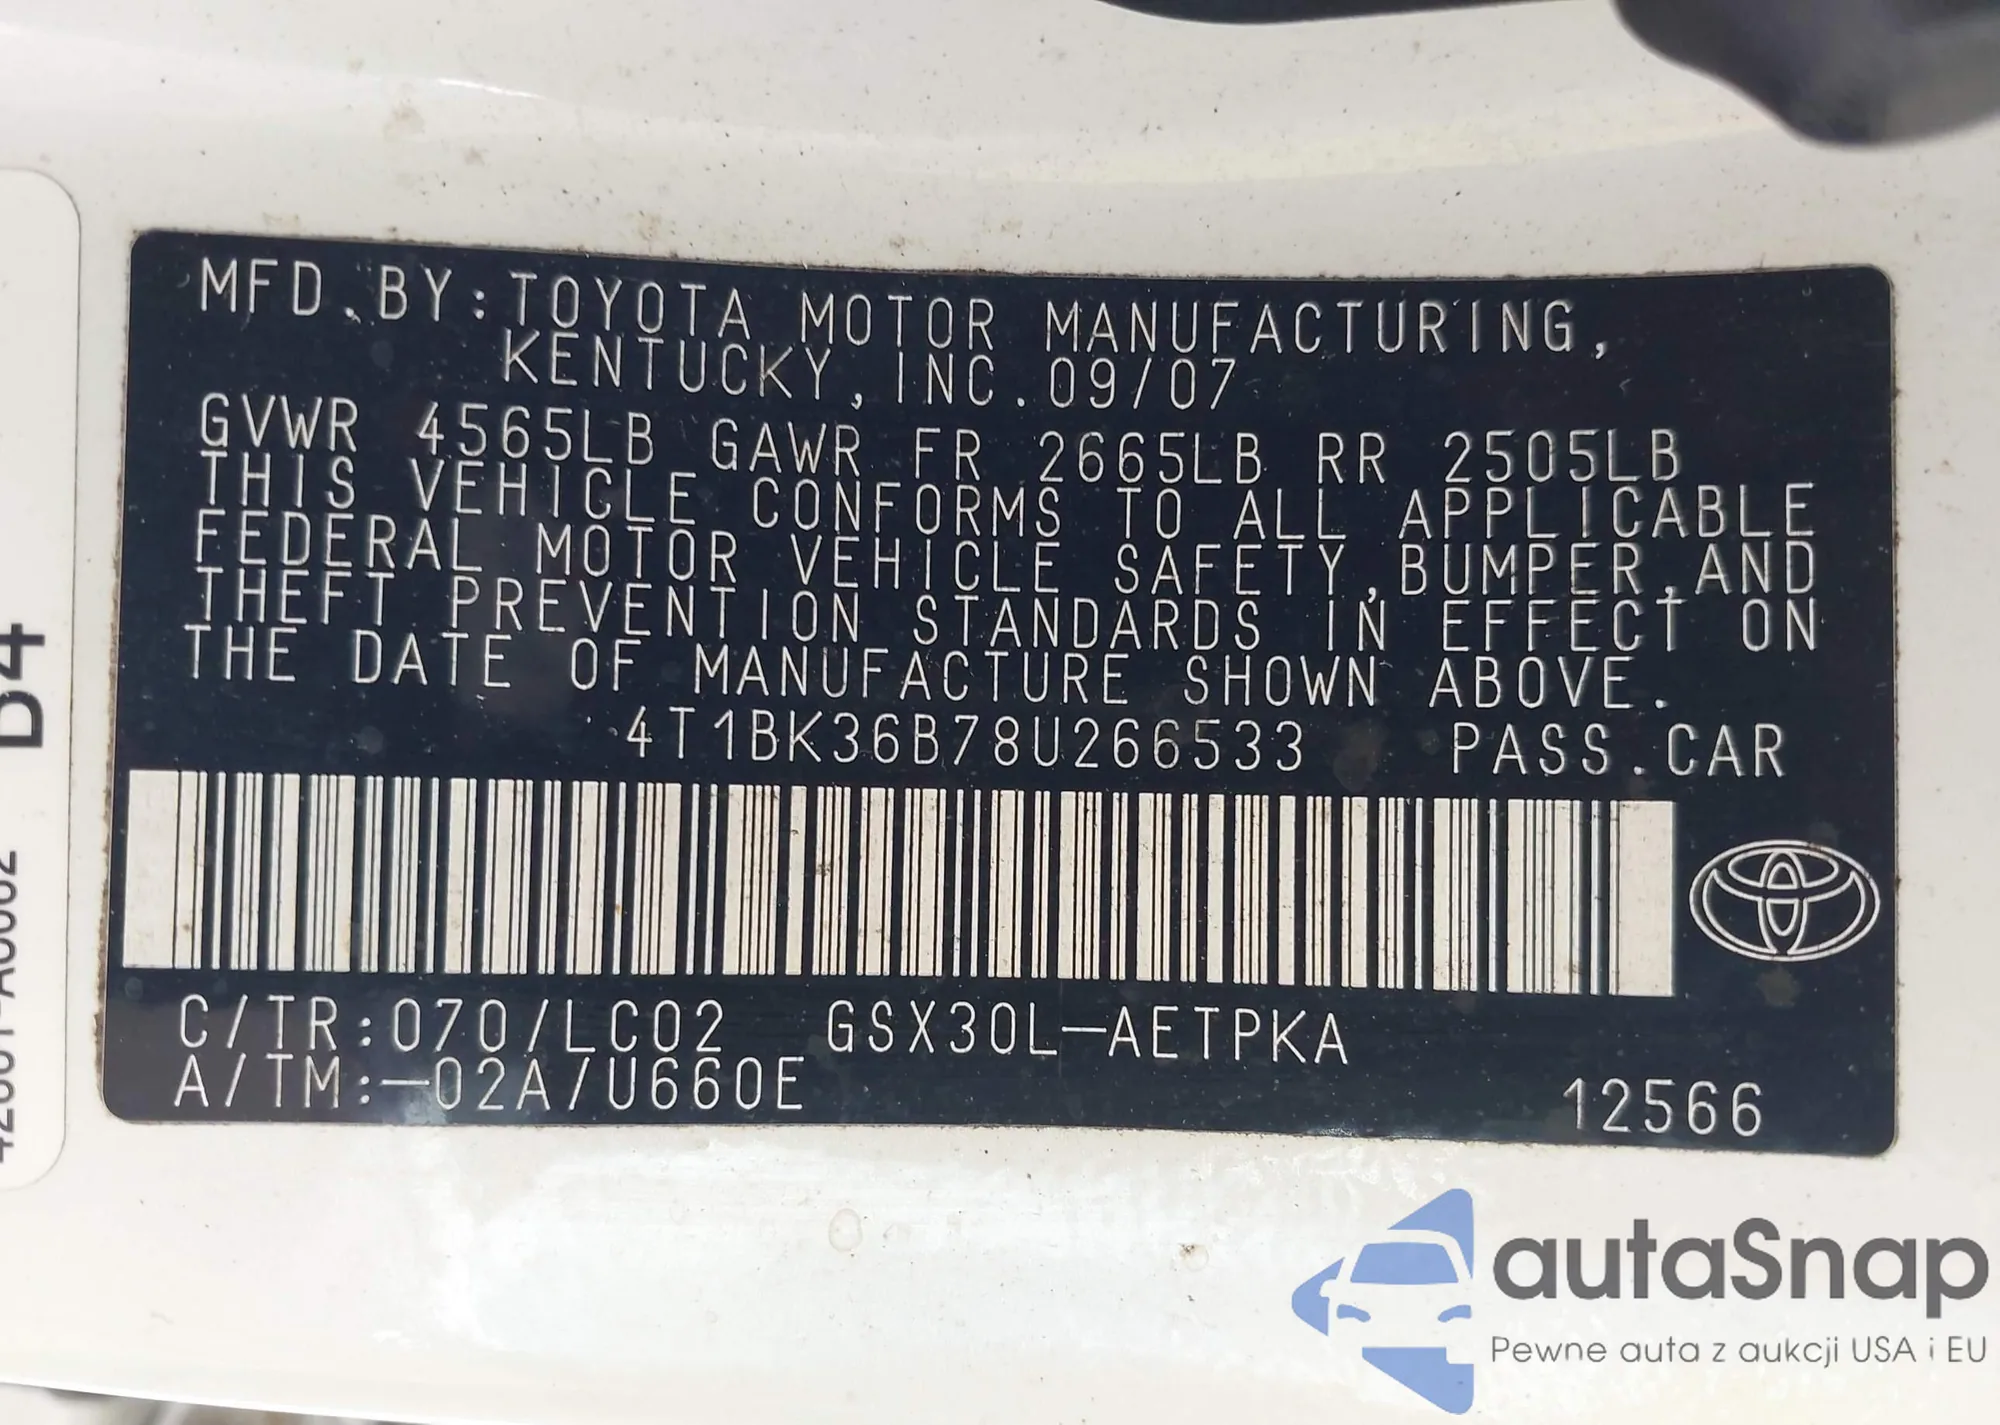 MFD.BY:TOYOTA MOTOR MANUFACTURING,
KENTUCKY,INC.09/07
GVWR 4565LB GAWR FR 2665LB RR 2505LB
THIS VEHICLE CONFORMS TO ALL APPLICABLE
FEDERAL MOTOR VEHICLE SAFETY,BUMPER,AND
THEFT PREVENTION STANDARDS IN EFFECT ON
THE DATE OF MANUFACTURE SHOWN ABOVE.
4T1BK36B78U266533 PASS.CAR
C/TR:070/LC02 GSX30L-AETPKA
A/TM:-02A/U660E
12566
B4
autaSnap
Pewne auta z aukcji USA i EU